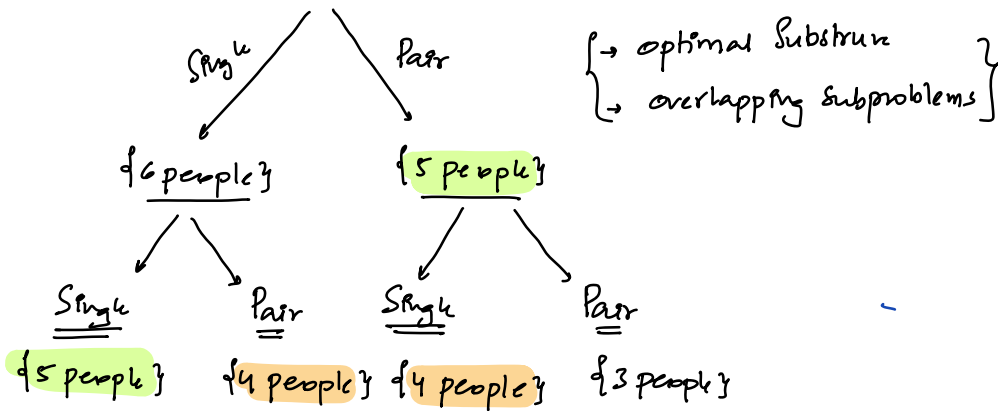 Single Pair
→ optimal Substruc
→ overlapping Subproblems
{6 people} {5 people}
Single Pair Single Pair
{5 people} {4 people} {4 people} {3 people}